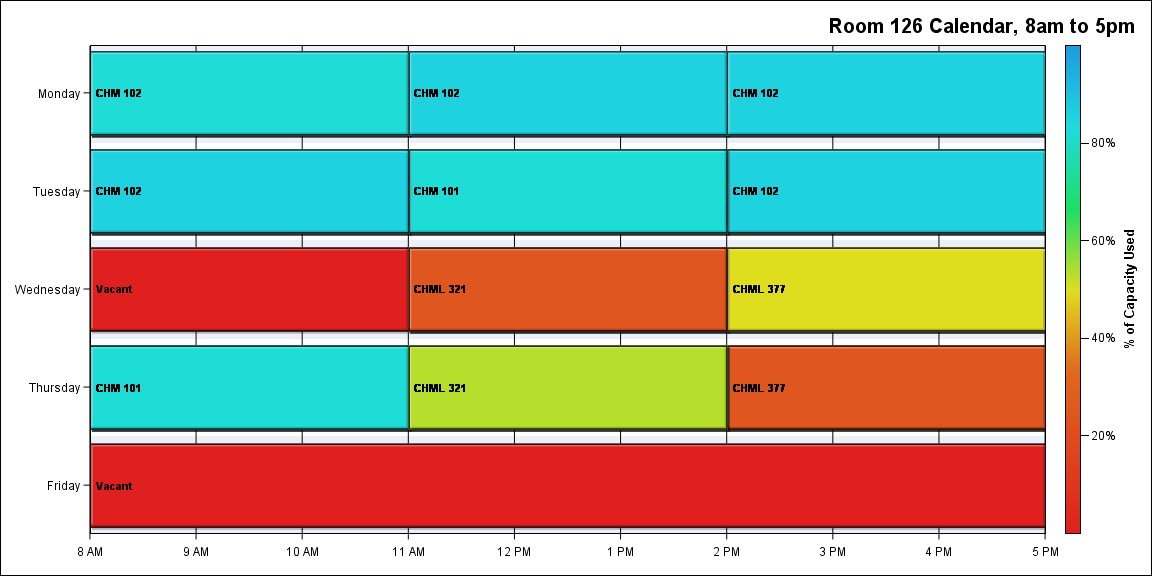 Room 126 Calendar, 8am to 5pm
Monday
CHM 102
CHM 102
CHM 102
Tuesday
CHM 102
CHM 101
CHM 102
Wednesday
Vacant
CHML 321
CHML 377
Thursday
CHM 101
CHML 321
CHML 377
Friday
Vacant
8 AM
9 AM
10 AM
11 AM
12 PM
1 PM
2 PM
3 PM
4 PM
5 PM
80%
60%
40%
20%
% of Capacity Used